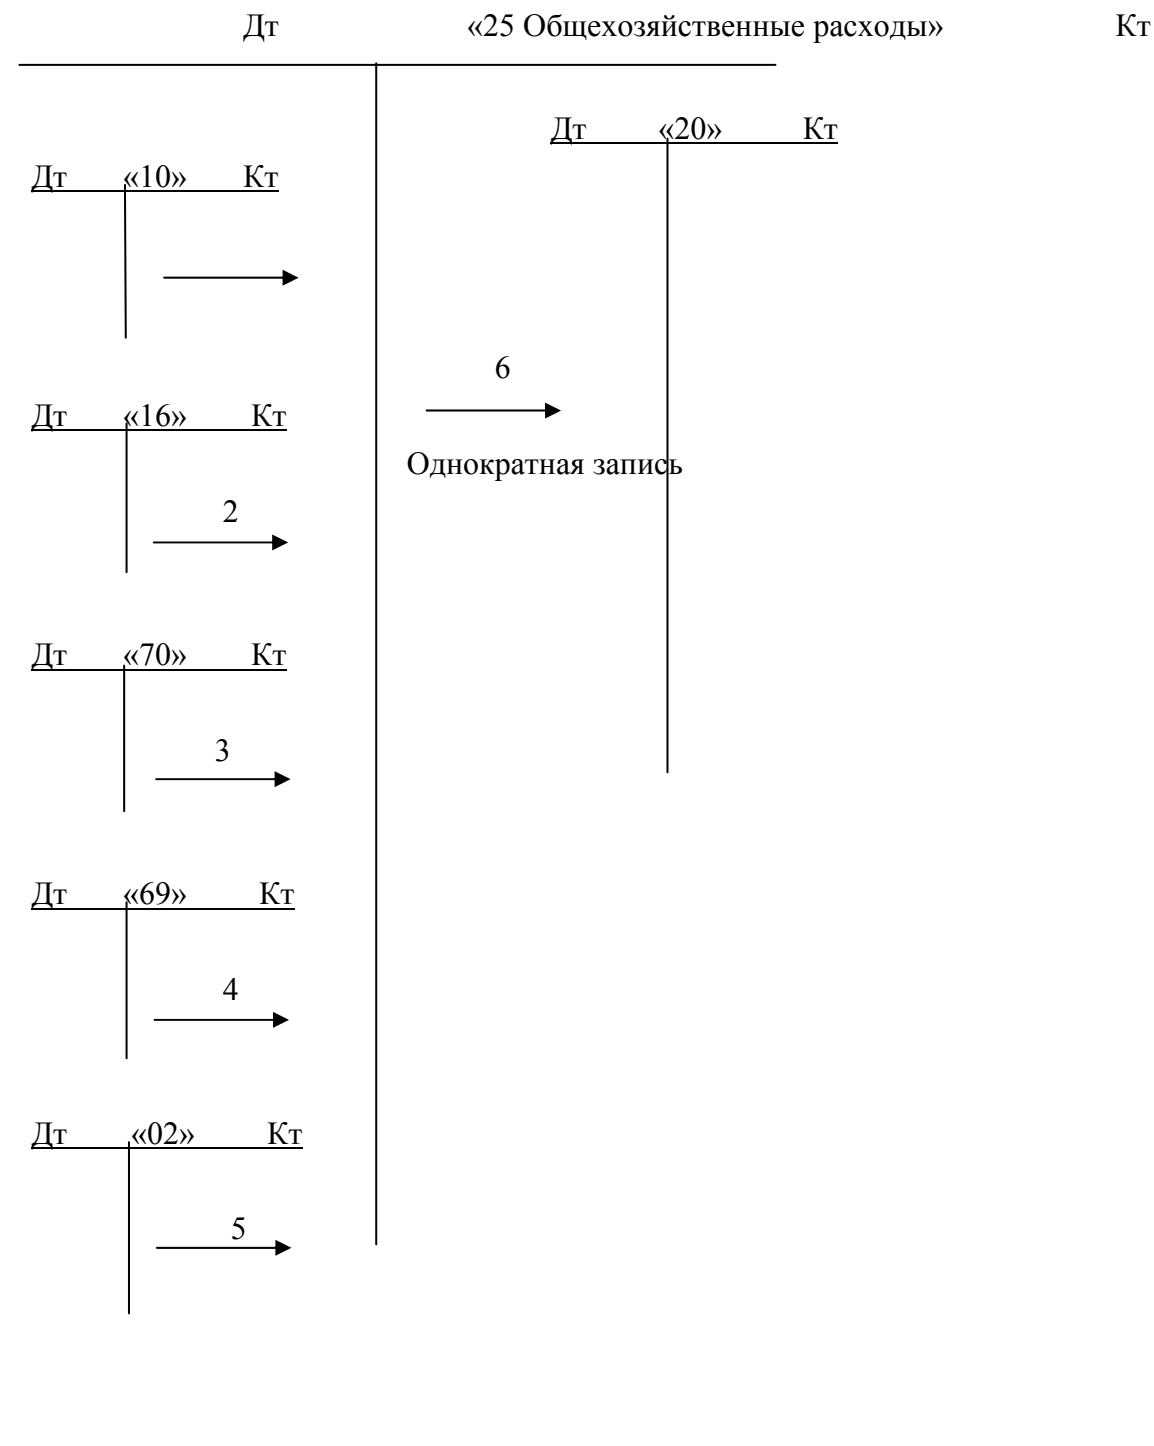 Дт «25 Общехозяйственные расходы» Кт
Дт «20» Кт
Дт «10» Кт
6
Дт «16» Кт
Однократная запись
2
Дт «70» Кт
3
Дт «69» Кт
4
Дт «02» Кт
5